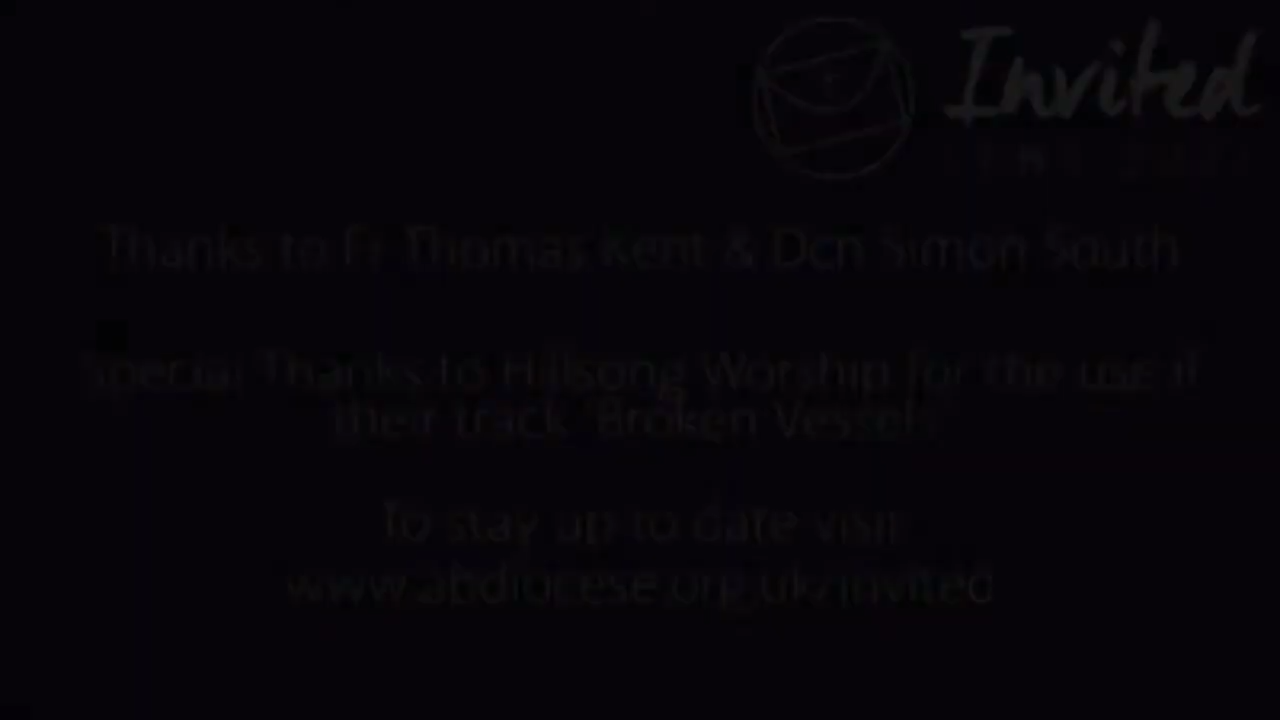 Invited
Thanks to Fr Thomas Kent & Dcn Simon South
Special Thanks to Hillsong Worship for the use if
their track 'Broken Vessels'
To stay up to date visit
www.abdiocese.org.uk/invited